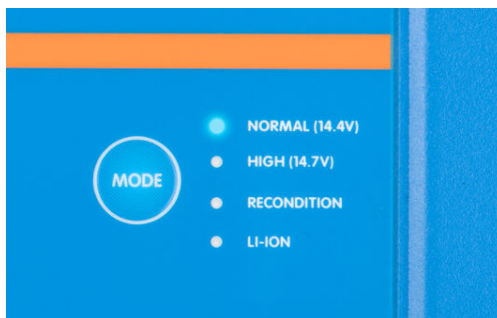 MODE
NORMAL (14.4V)
HIGH (14.7V)
RECONDITION
LI-ION